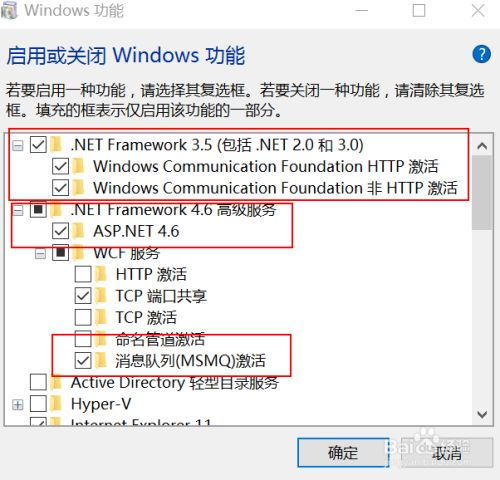 Windows 功能
启用或关闭 Windows 功能
若要启用一种功能，请选择其复选框。若要关闭一种功能，请清除其复选
框。填充的框表示仅启用该功能的一部分。
.NET Framework 3.5 (包括 .NET 2.0 和 3.0)
Windows Communication Foundation HTTP 激活
Windows Communication Foundation 非 HTTP 激活
.NET Framework 4.6 高级服务
ASP.NET 4.6
WCF 服务
HTTP 激活
TCP 端口共享
TCP 激活
命名管道激活
消息队列(MSMQ)激活
Active Directory 轻型目录服务
Hyper-V
Internet Explorer 11
确定
取消
Baidu 经验